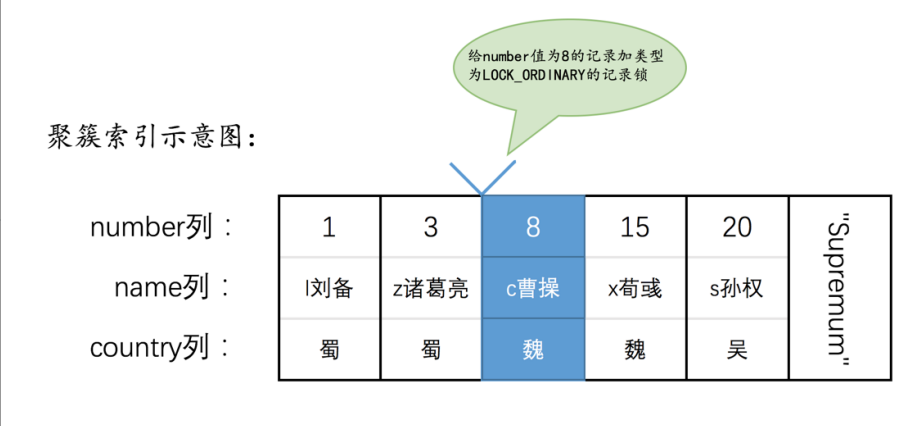 给number值为8的记录加类型
为LOCK_ORDINARY的记录锁
聚簇索引示意图：
number列： 1 3 8 15 20 "Supremum"
name列： l刘备 z诸葛亮 c曹操 x荀彧 s孙权
country列： 蜀 蜀 魏 魏 吴